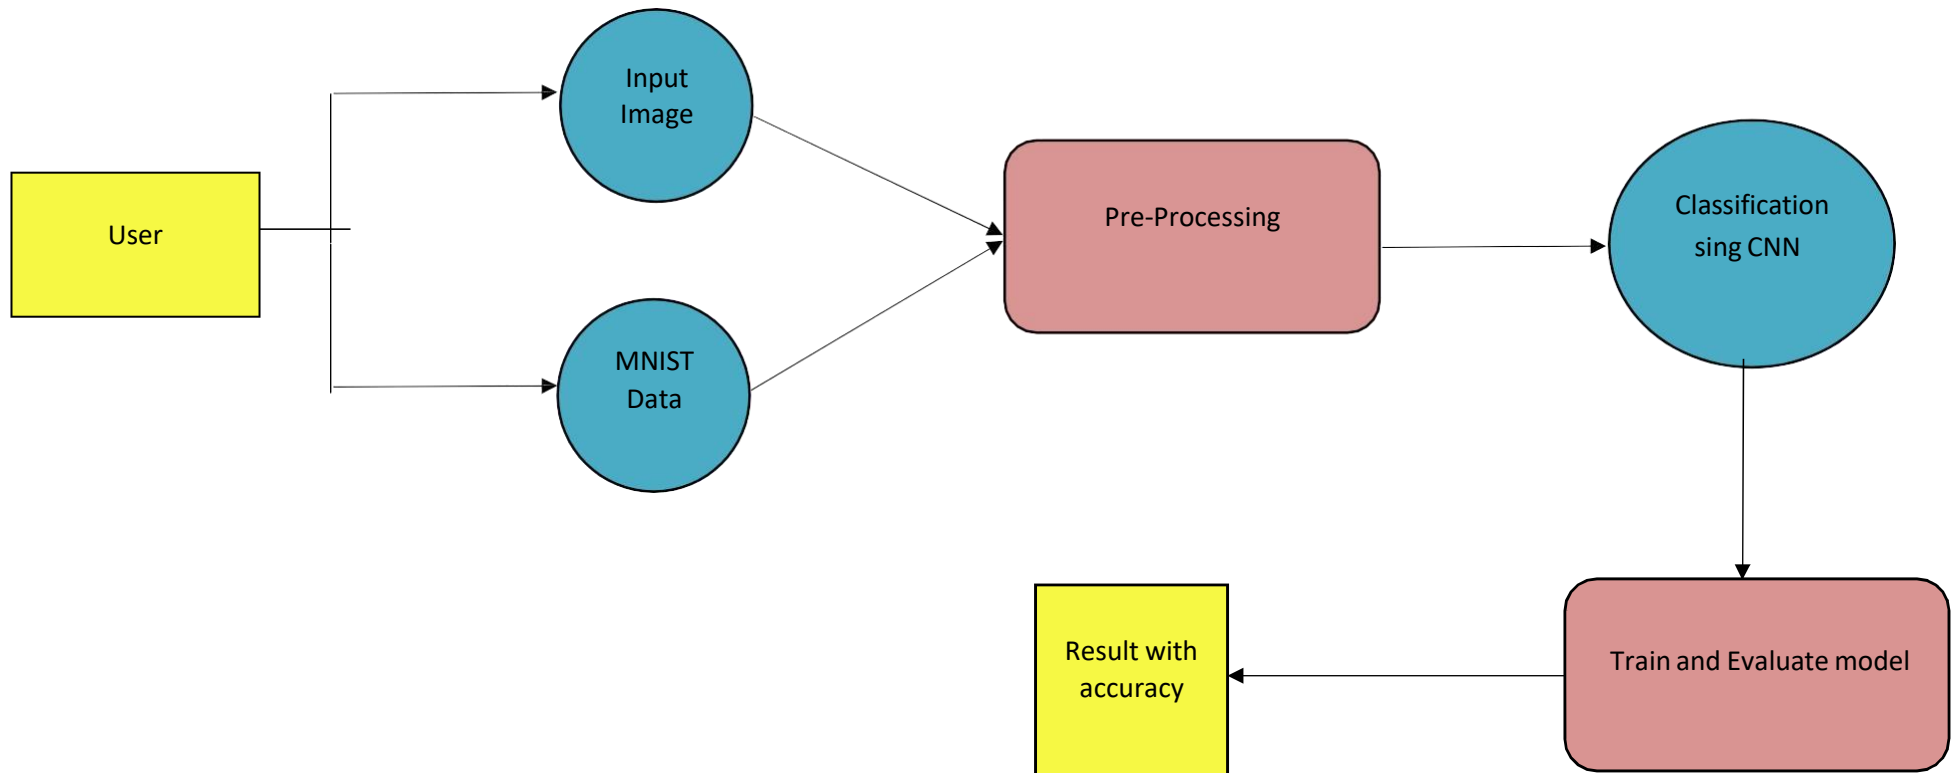 Input
Image
User
MNIST
Data
Pre-Processing
Classification
sing CNN
Train and Evaluate model
Result with
accuracy